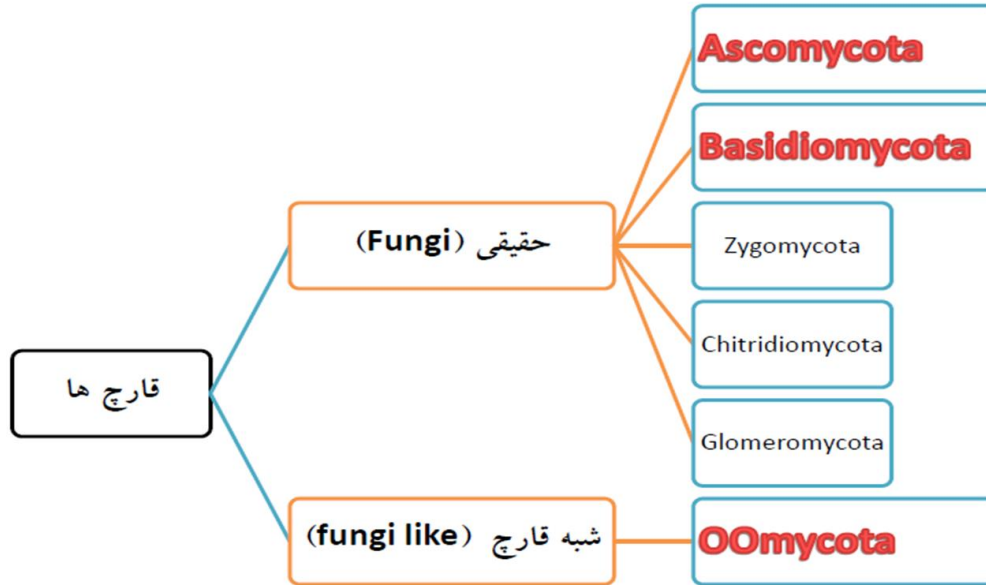 قارچ ها
حقیقی (Fungi)
Ascomycota
Basidiomycota
Zygomycota
Chitridiomycota
Glomeromycota
شبه قارچ (fungi like)
OOmycota